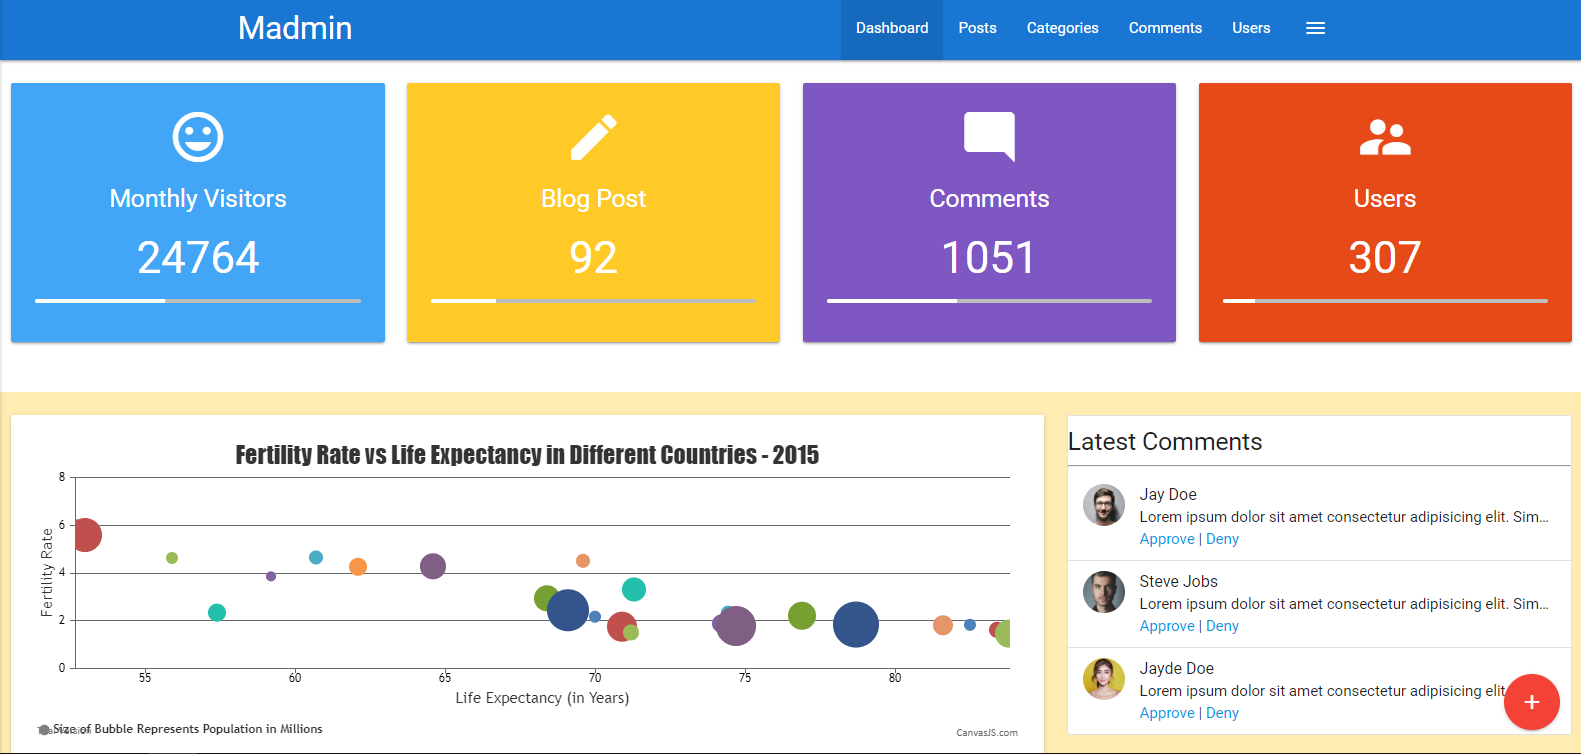 Madmin
Dashboard
Posts
Categories
Comments
Users
Monthly Visitors
24764
Blog Post
92
Comments
1051
Users
307
Fertility Rate vs Life Expectancy in Different Countries - 2015
Fertility Rate
8
6
4
2
0
55
60
65
70
75
80
Life Expectancy (in Years)
Size of Bubble Represents Population in Millions
CanvasJS.com
Latest Comments
Jay Doe
Lorem ipsum dolor sit amet consectetur adipisicing elit. Sim...
Approve | Deny
Steve Jobs
Lorem ipsum dolor sit amet consectetur adipisicing elit. Sim...
Approve | Deny
Jayde Doe
Lorem ipsum dolor sit amet consectetur adipisicing elit
Approve | Deny
+